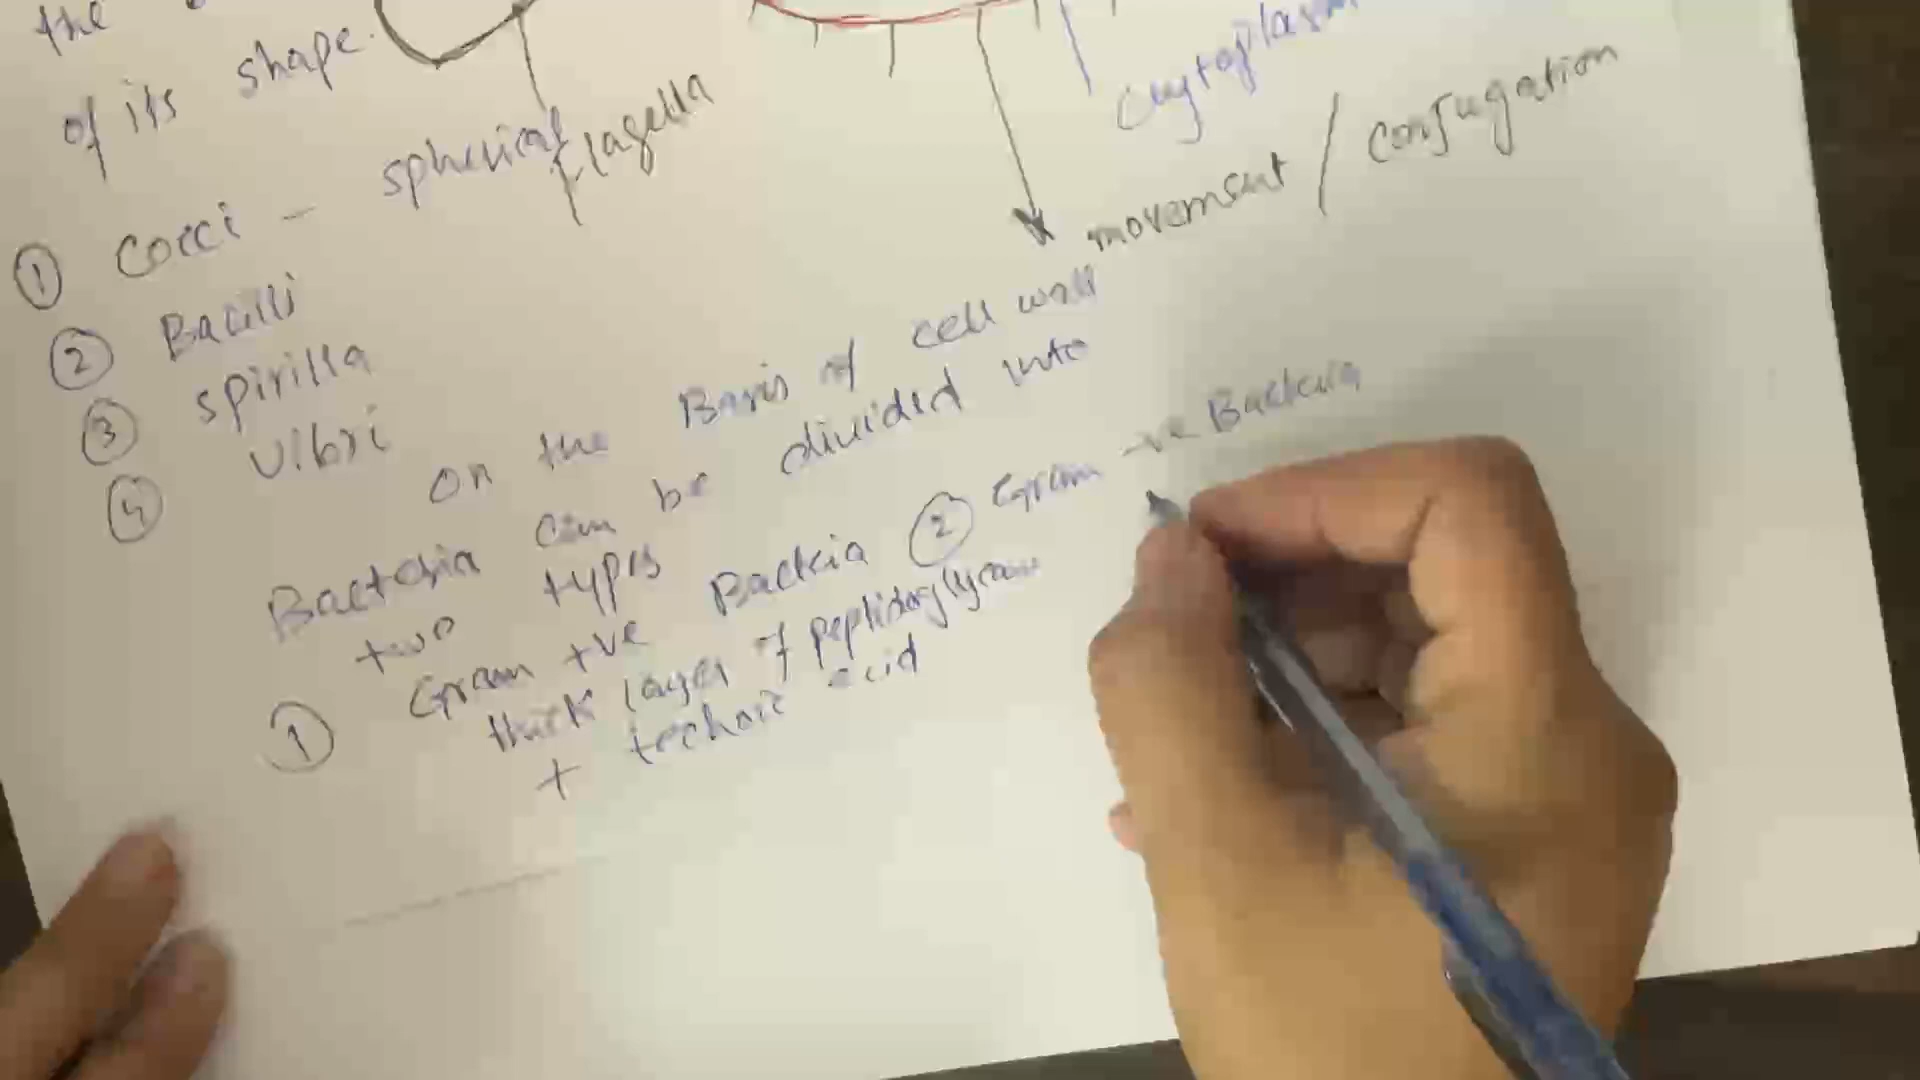 the
of its shape.
① Cocci - spherical
flagella
② Bacilli
③ spirilla
④ Vibri
Cytoplasm
movement / conjugation
on the Basis of cell wall
Bacteria can be divided into
two types
① Gram +ve Bacteria ② Gram -ve Bacteria
thick layer of peptidoglycan
+ techoic acid